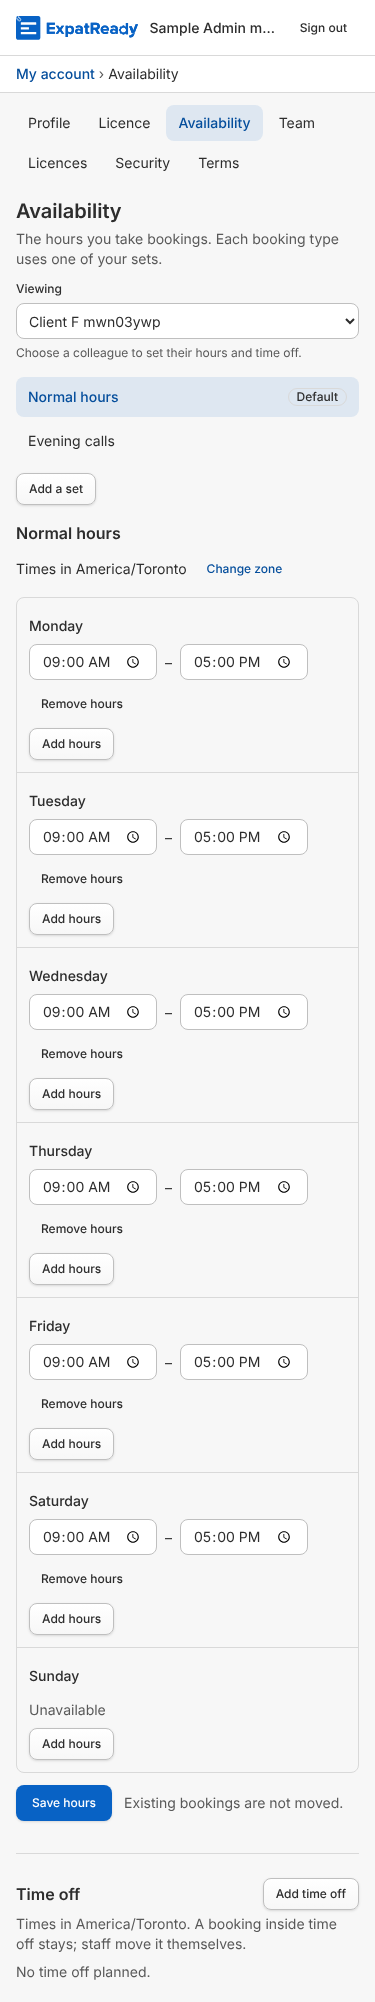 ExpatReady Sample Admin m... Sign out
My account › Availability
Profile Licence Availability Team
Licences Security Terms
Availability
The hours you take bookings. Each booking type
uses one of your sets.
Viewing
Client F mwn03ywp
Choose a colleague to set their hours and time off.
Normal hours Default
Evening calls
Add a set
Normal hours
Times in America/Toronto Change zone
Monday
09:00 AM – 05:00 PM
Remove hours
Add hours
Tuesday
09:00 AM – 05:00 PM
Remove hours
Add hours
Wednesday
09:00 AM – 05:00 PM
Remove hours
Add hours
Thursday
09:00 AM – 05:00 PM
Remove hours
Add hours
Friday
09:00 AM – 05:00 PM
Remove hours
Add hours
Saturday
09:00 AM – 05:00 PM
Remove hours
Add hours
Sunday
Unavailable
Add hours
Save hours Existing bookings are not moved.
Time off Add time off
Times in America/Toronto. A booking inside time
off stays; staff move it themselves.
No time off planned.